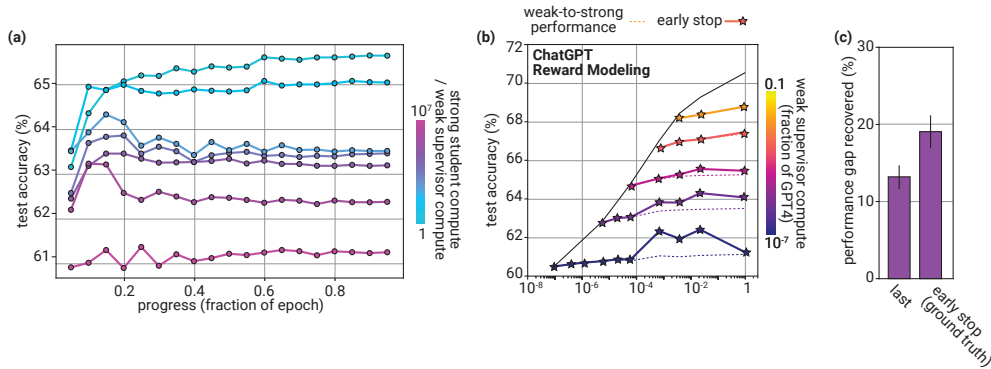 weak-to-strong
performance
early stop
(a)
65
64
63
62
61
test accuracy (%)
0.2
0.4
0.6
0.8
progress (fraction of epoch)
10⁷
1
strong student compute
/ weak supervisor compute
(b)
ChatGPT
Reward Modeling
72
70
68
66
64
62
60
test accuracy (%)
10⁻⁸
10⁻⁶
10⁻⁴
10⁻²
1
0.1
10⁻⁷
weak supervisor compute
(fraction of GPT4)
(c)
30
20
10
0
performance gap recovered (%)
last
early stop
(ground truth)